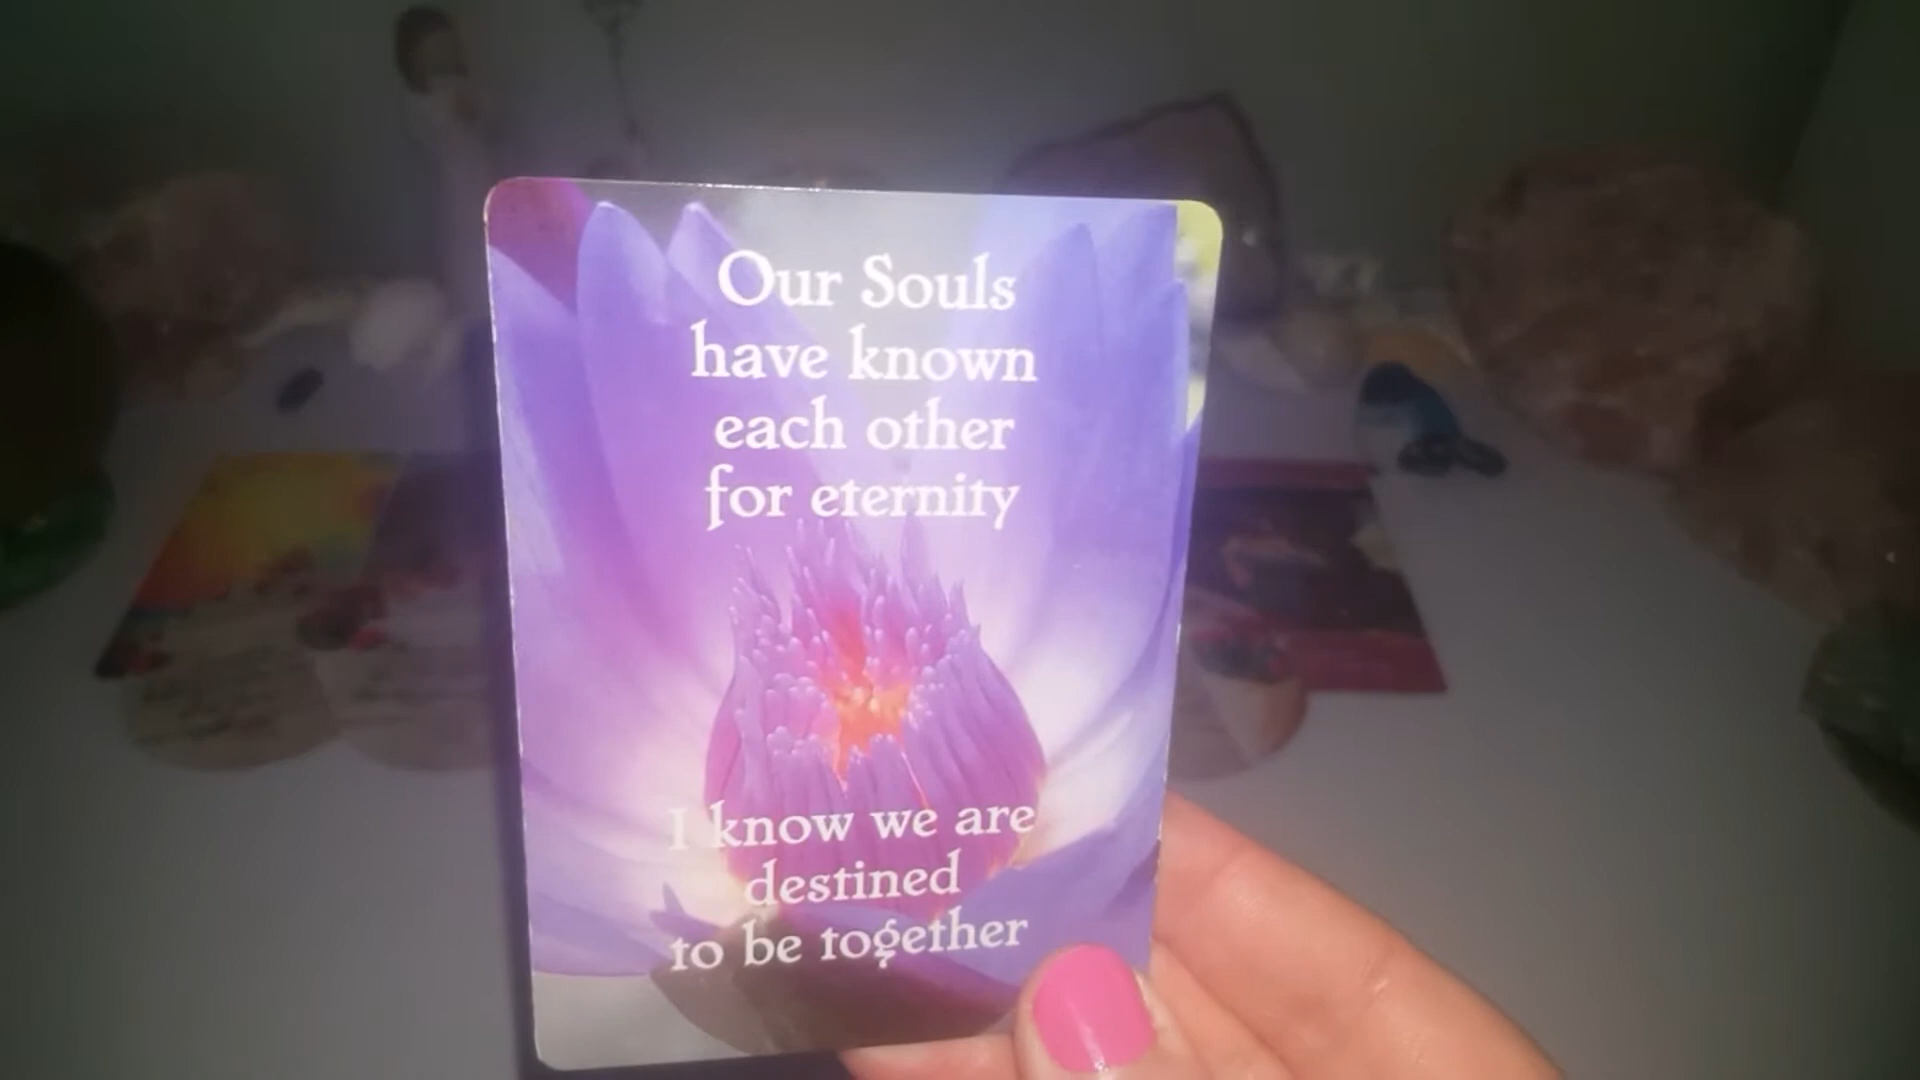 Our Souls
have known
each other
for eternity
I know we are
destined
to be together